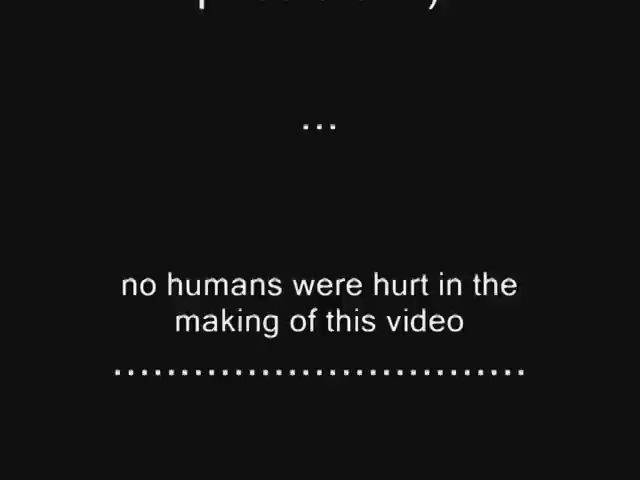 ...
no humans were hurt in the
making of this video
...............................